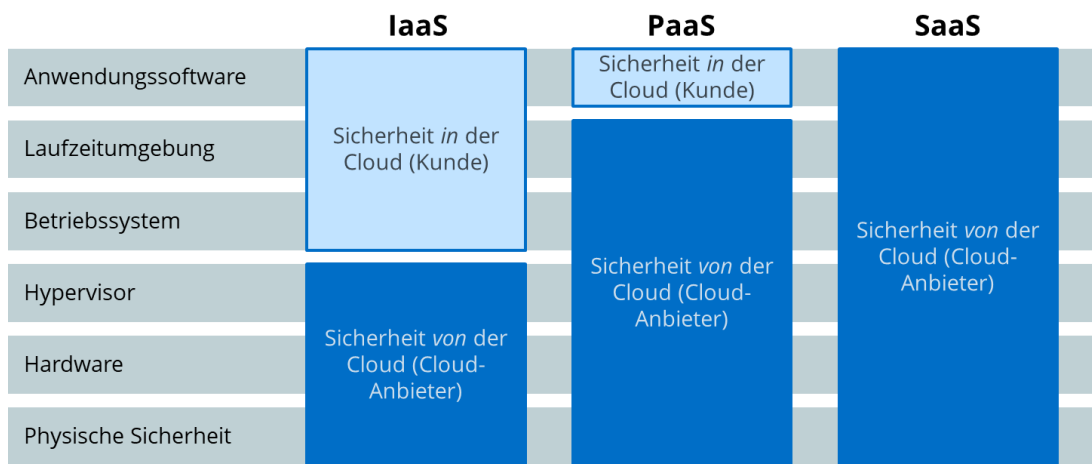 IaaS
PaaS
SaaS
Anwendungssoftware
Laufzeitumgebung
Betriebssystem
Hypervisor
Hardware
Physische Sicherheit
Sicherheit in der
Cloud (Kunde)
Sicherheit von der
Cloud (Cloud-
Anbieter)
Sicherheit in der
Cloud (Kunde)
Sicherheit von der
Cloud (Cloud-
Anbieter)
Sicherheit von der
Cloud (Cloud-
Anbieter)